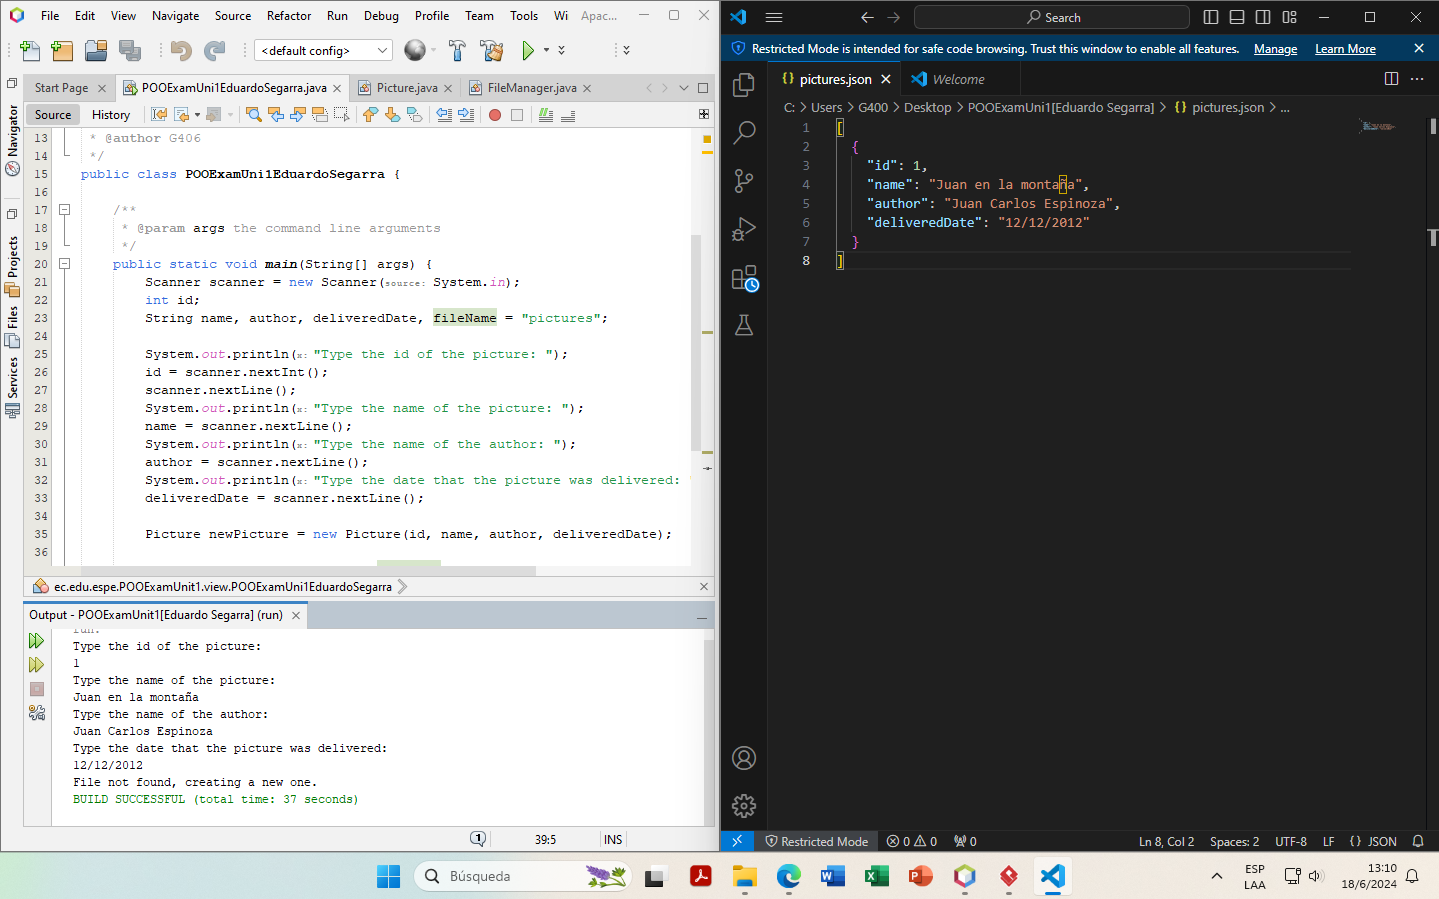 File Edit View Navigate Source Refactor Run Debug Profile Team Tools Wi Apac...
<default config>
Start Page POOExamUni1EduardoSegarra.java Picture.java FileManager.java
Source History
Navigator
Projects
Files
Services
13 * @author G406
14 */
15 public class POOExamUni1EduardoSegarra {
16
17 /**
18 * @param args the command line arguments
19 */
20 public static void main(String[] args) {
21 Scanner scanner = new Scanner(source: System.in);
22 int id;
23 String name, author, deliveredDate, fileName = "pictures";
24
25 System.out.println(x: "Type the id of the picture: ");
26 id = scanner.nextInt();
27 scanner.nextLine();
28 System.out.println(x: "Type the name of the picture: ");
29 name = scanner.nextLine();
30 System.out.println(x: "Type the name of the author: ");
31 author = scanner.nextLine();
32 System.out.println(x: "Type the date that the picture was delivered: "
33 deliveredDate = scanner.nextLine();
34
35 Picture newPicture = new Picture(id, name, author, deliveredDate);
36
ec.edu.espe.POOExamUnit1.view.POOExamUni1EduardoSegarra
Output - POOExamUnit1[Eduardo Segarra] (run)
run:
Type the id of the picture:
1
Type the name of the picture:
Juan en la montaña
Type the name of the author:
Juan Carlos Espinoza
Type the date that the picture was delivered:
12/12/2012
File not found, creating a new one.
BUILD SUCCESSFUL (total time: 37 seconds)
1 39:5 INS
Search
Restricted Mode is intended for safe code browsing. Trust this window to enable all features. Manage Learn More
{} pictures.json Welcome
C: > Users > G400 > Desktop > POOExamUni1[Eduardo Segarra] > {} pictures.json > ...
1 [
2 {
3 "id": 1,
4 "name": "Juan en la montaña",
5 "author": "Juan Carlos Espinoza",
6 "deliveredDate": "12/12/2012"
7 }
8 ]
Restricted Mode 0 0 0 Ln 8, Col 2 Spaces: 2 UTF-8 LF {} JSON
Búsqueda
ESP
LAA
13:10
18/6/2024